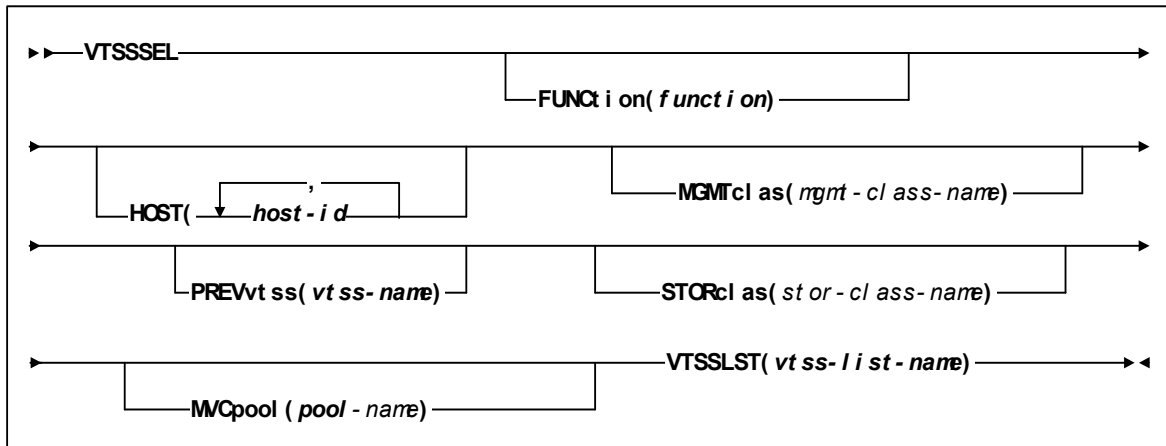 VTSSSEL
FUNCtion(function)
,
HOST( host-id
MGMTclas(mgmt-class-name)
PREVvtss(vtss-name)
STORclas(stor-class-name)
VTSSLST(vtss-list-name)
MVCpool(pool-name)